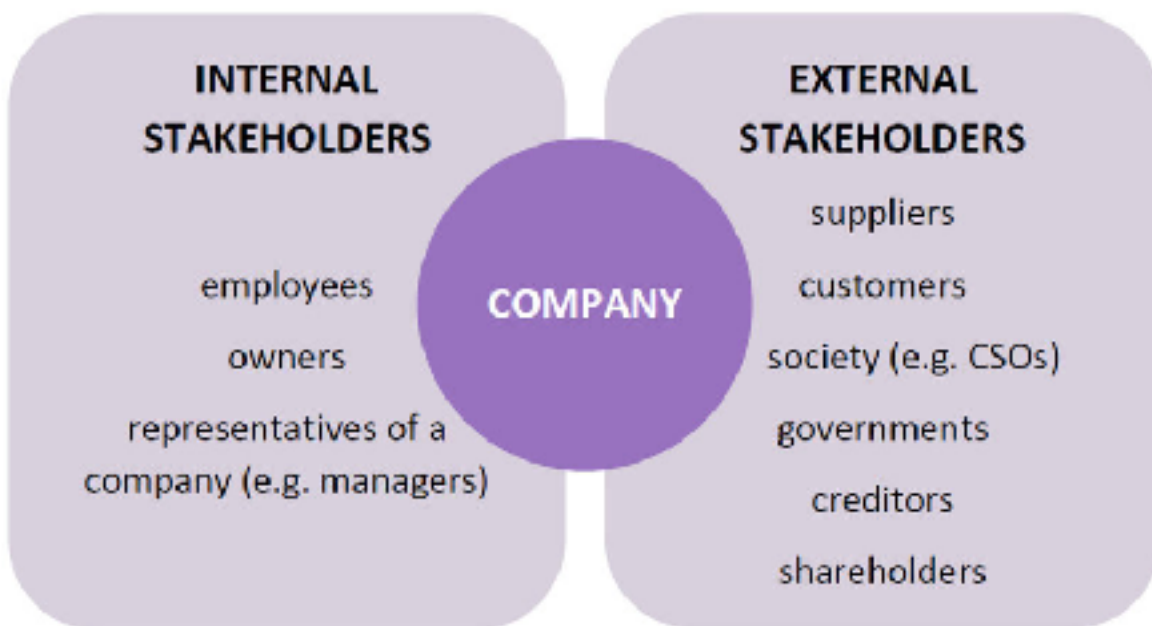 INTERNAL
STAKEHOLDERS
employees
owners
representatives of a
company (e.g. managers)
COMPANY
EXTERNAL
STAKEHOLDERS
suppliers
customers
society (e.g. CSOs)
governments
creditors
shareholders